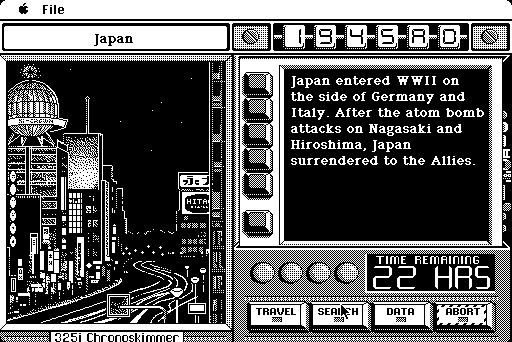 File
Japan
1945AD
Japan entered WWII on
the side of Germany and
Italy. After the atom bomb
attacks on Nagasaki and
Hiroshima, Japan
surrendered to the Allies.
HITA
TIME REMAINING
22 HRS
TRAVEL
SEARCH
DATA
ABORT
325i Chronoskimmer